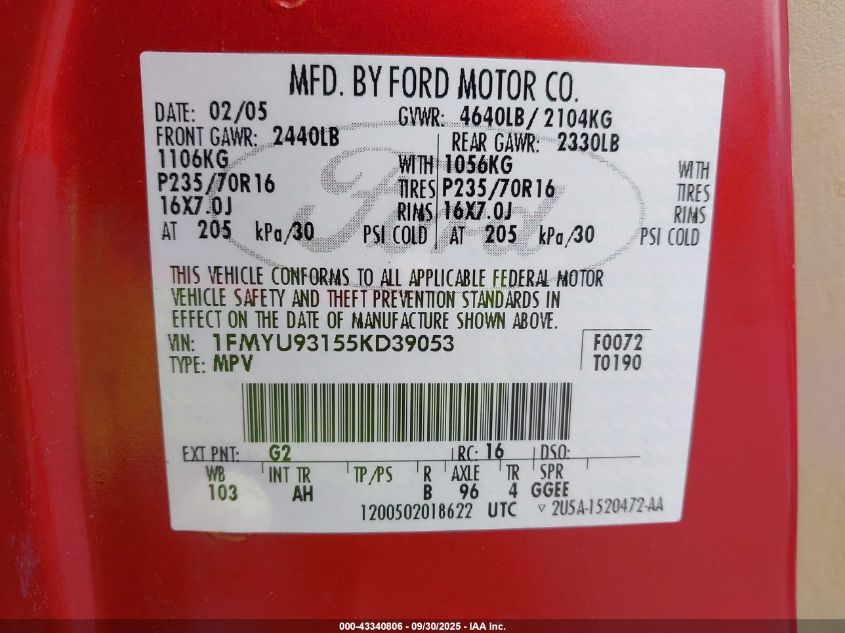 MFD. BY FORD MOTOR CO.
DATE: 02/05 GVWR: 4640LB/ 2104KG
FRONT GAWR: 2440LB REAR GAWR: 2330LB
1106KG WITH 1056KG WITH
P235/70R16 TIRES P235/70R16 TIRES
16X7.0J RIMS 16X7.0J RIMS
AT 205 kPa/30 PSI COLD AT 205 kPa/30 PSI COLD
Ford
THIS VEHICLE CONFORMS TO ALL APPLICABLE FEDERAL MOTOR
VEHICLE SAFETY AND THEFT PREVENTION STANDARDS IN
EFFECT ON THE DATE OF MANUFACTURE SHOWN ABOVE.
VIN: 1FMYU93155KD39053 F0072
TYPE: MPV T0190
EXT PNT: G2 RC: 16 DSO:
WB INT TR TP/PS R AXLE TR SPR
103 AH B 96 4 GGEE
1200502018622 UTC ▽ 2U5A-1520472-AA
000-43340806 - 09/30/2025 - IAA Inc.